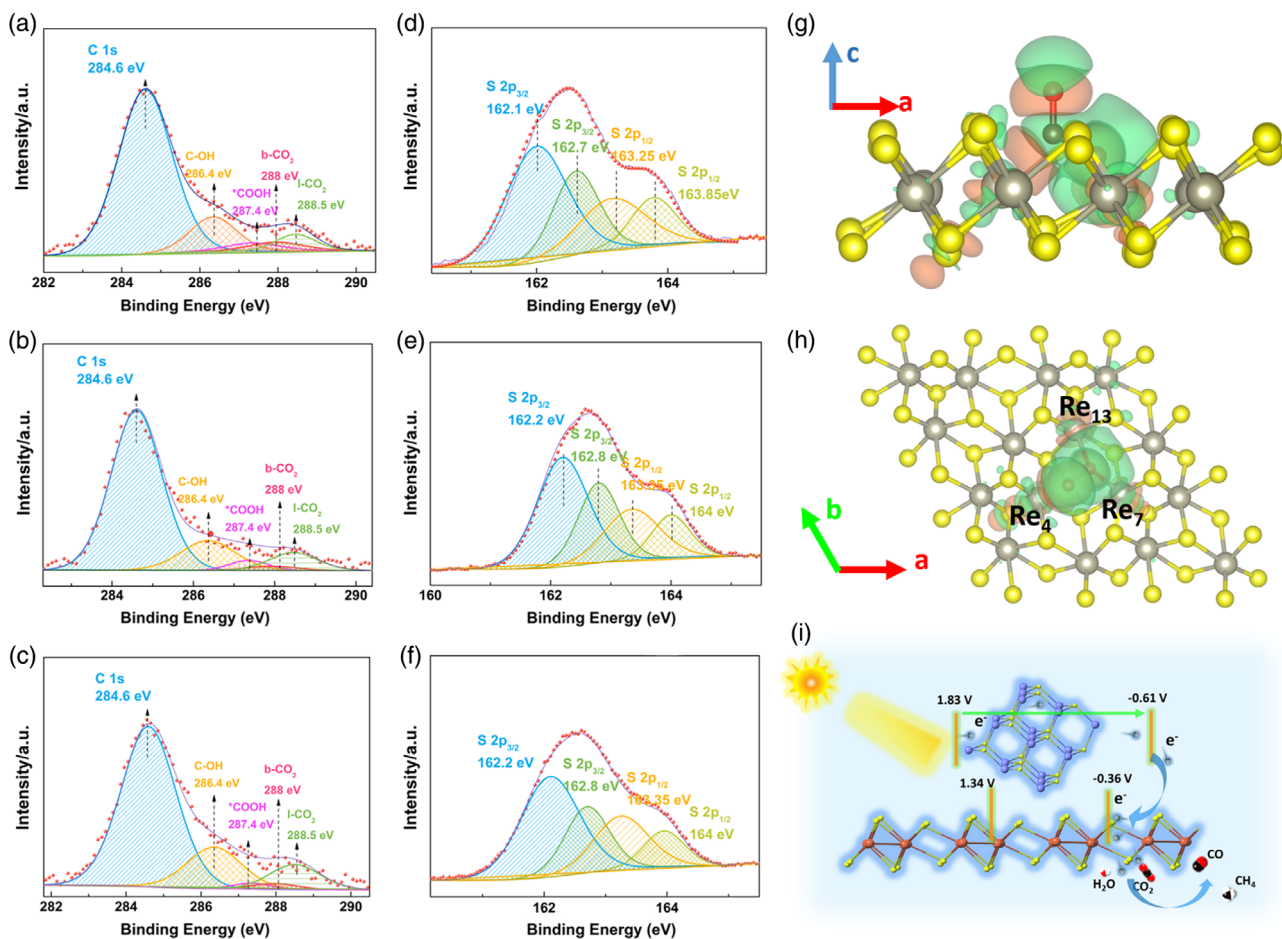 (a)
C 1s
284.6 eV
C-OH
286.4 eV
*COOH
287.4 eV
b-CO2
288 eV
l-CO2
288.5 eV
Intensity/a.u.
282 284 286 288 290
Binding Energy (eV)
(b)
C 1s
284.6 eV
C-OH
286.4 eV
*COOH
287.4 eV
b-CO2
288 eV
l-CO2
288.5 eV
Intensity/a.u.
284 286 288 290
Binding Energy (eV)
(c)
C 1s
284.6 eV
C-OH
286.4 eV
*COOH
287.4 eV
b-CO2
288 eV
l-CO2
288.5 eV
Intensity/a.u.
282 284 286 288 290
Binding Energy (eV)
(d)
S 2p3/2
162.1 eV
S 2p3/2
162.7 eV
S 2p1/2
163.25 eV
S 2p1/2
163.85eV
Intensity/a.u.
162 164
Binding Energy (eV)
(e)
S 2p3/2
162.2 eV
S 2p3/2
162.8 eV
S 2p1/2
163.35 eV
S 2p1/2
164 eV
Intensity/a.u.
160 162 164
Binding Energy (eV)
(f)
S 2p3/2
162.2 eV
S 2p3/2
162.8 eV
S 2p1/2
163.35 eV
S 2p1/2
164 eV
Intensity/a.u.
162 164
Binding Energy (eV)
(g)
c
a
(h)
Re13
Re4
Re7
b
a
(i)
1.83 V
-0.61 V
e-
e-
1.34 V
-0.36 V
e-
H2O
CO2
CO
CH4